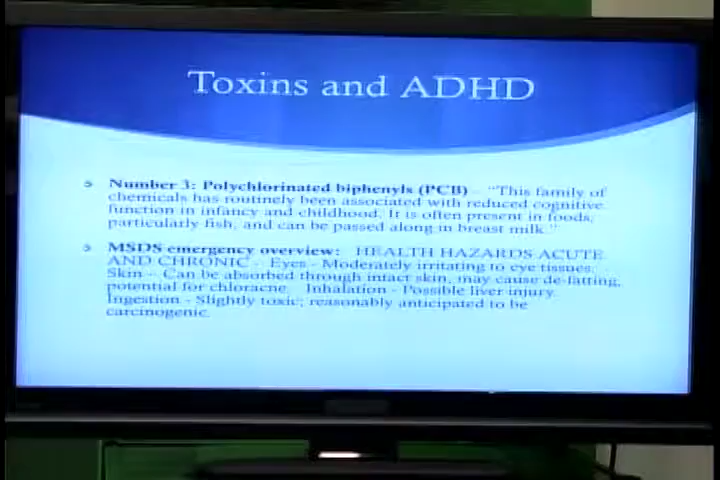 Toxins and ADHD
Number 3: Polychlorinated biphenyls (PCB) – “This family of
chemicals has routinely been associated with reduced cognitive
function in infancy and childhood. It is often present in foods,
particularly fish, and can be passed along in breast milk.”
MSDS emergency overview: HEALTH HAZARDS ACUTE
AND CHRONIC - Eyes - Moderately irritating to eye tissues.
Skin – Can be absorbed through intact skin, may cause de-fatting,
potential for chloracne. Inhalation - Possible liver injury.
Ingestion - Slightly toxic; reasonably anticipated to be
carcinogenic.